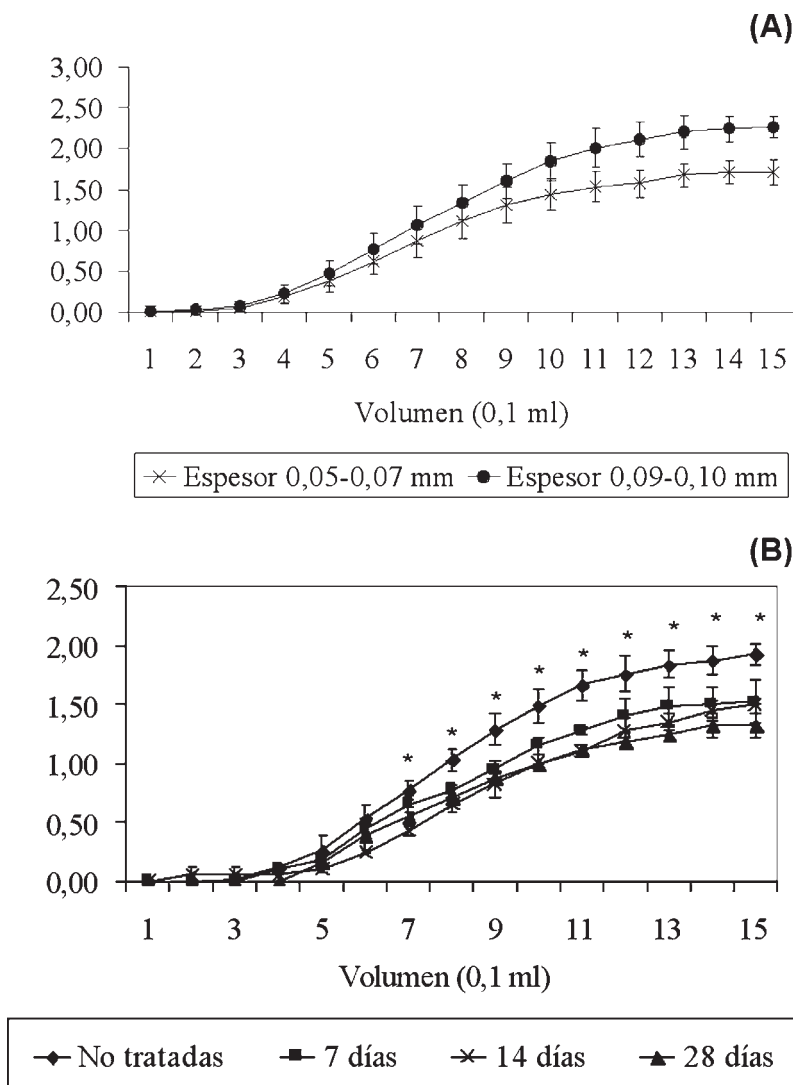 (A)
3,00
2,50
2,00
1,50
1,00
0,50
0,00
1 2 3 4 5 6 7 8 9 10 11 12 13 14 15
Volumen (0,1 ml)
Espesor 0,05-0,07 mm Espesor 0,09-0,10 mm
(B)
2,50
2,00
1,50
1,00
0,50
0,00
* * * * * * * * *
1 3 5 7 9 11 13 15
Volumen (0,1 ml)
No tratadas 7 días 14 días 28 días